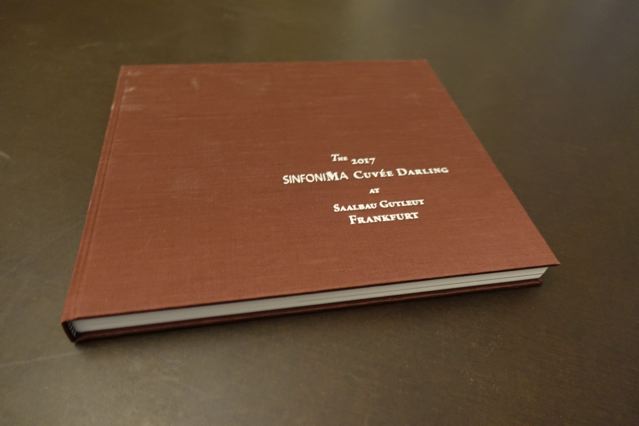 The 2017
SINFONIMA Cuvée Darling
at
Saalbau Gutleut
Frankfurt